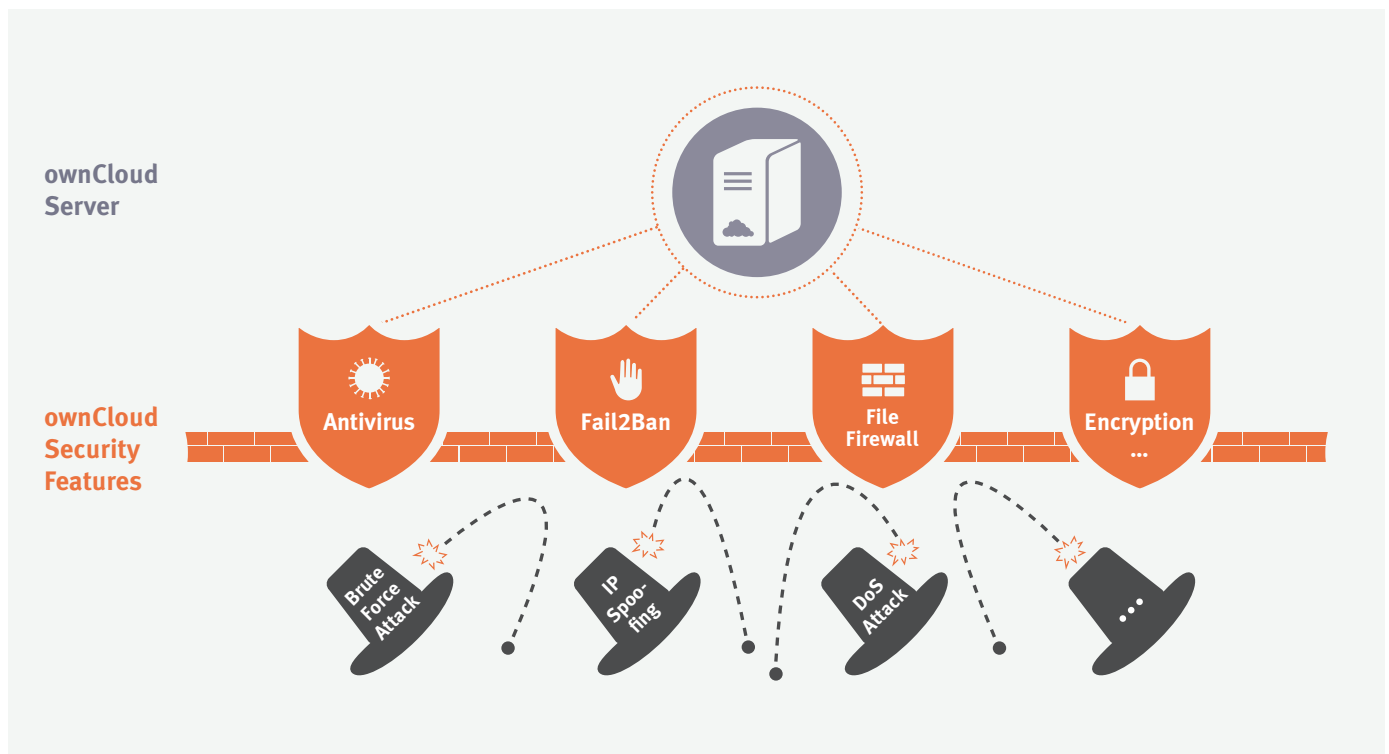 ownCloud
Server
ownCloud
Security
Features
Antivirus
Fail2Ban
File
Firewall
Encryption
...
Brute
Force
Attack
IP
Spoo-
fing
DoS
Attack
...